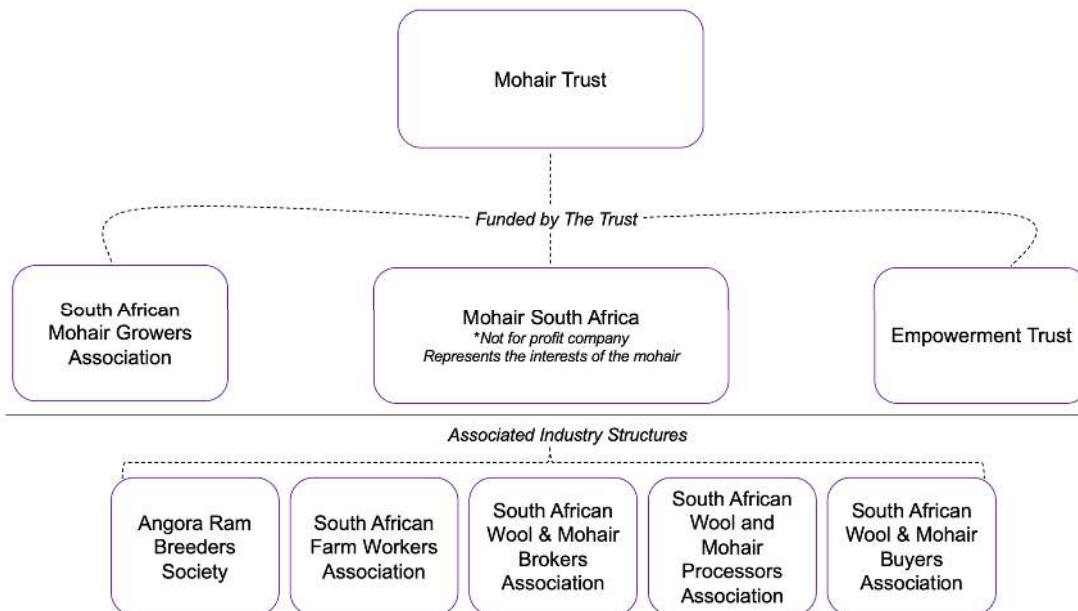 Mohair Trust
Funded by The Trust
South African
Mohair Growers
Association
Mohair South Africa
*Not for profit company
Represents the interests of the mohair
Empowerment Trust
Associated Industry Structures
Angora Ram
Breeders
Society
South African
Farm Workers
Association
South African
Wool & Mohair
Brokers
Association
South African
Wool and
Mohair
Processors
Association
South African
Wool & Mohair
Buyers
Association